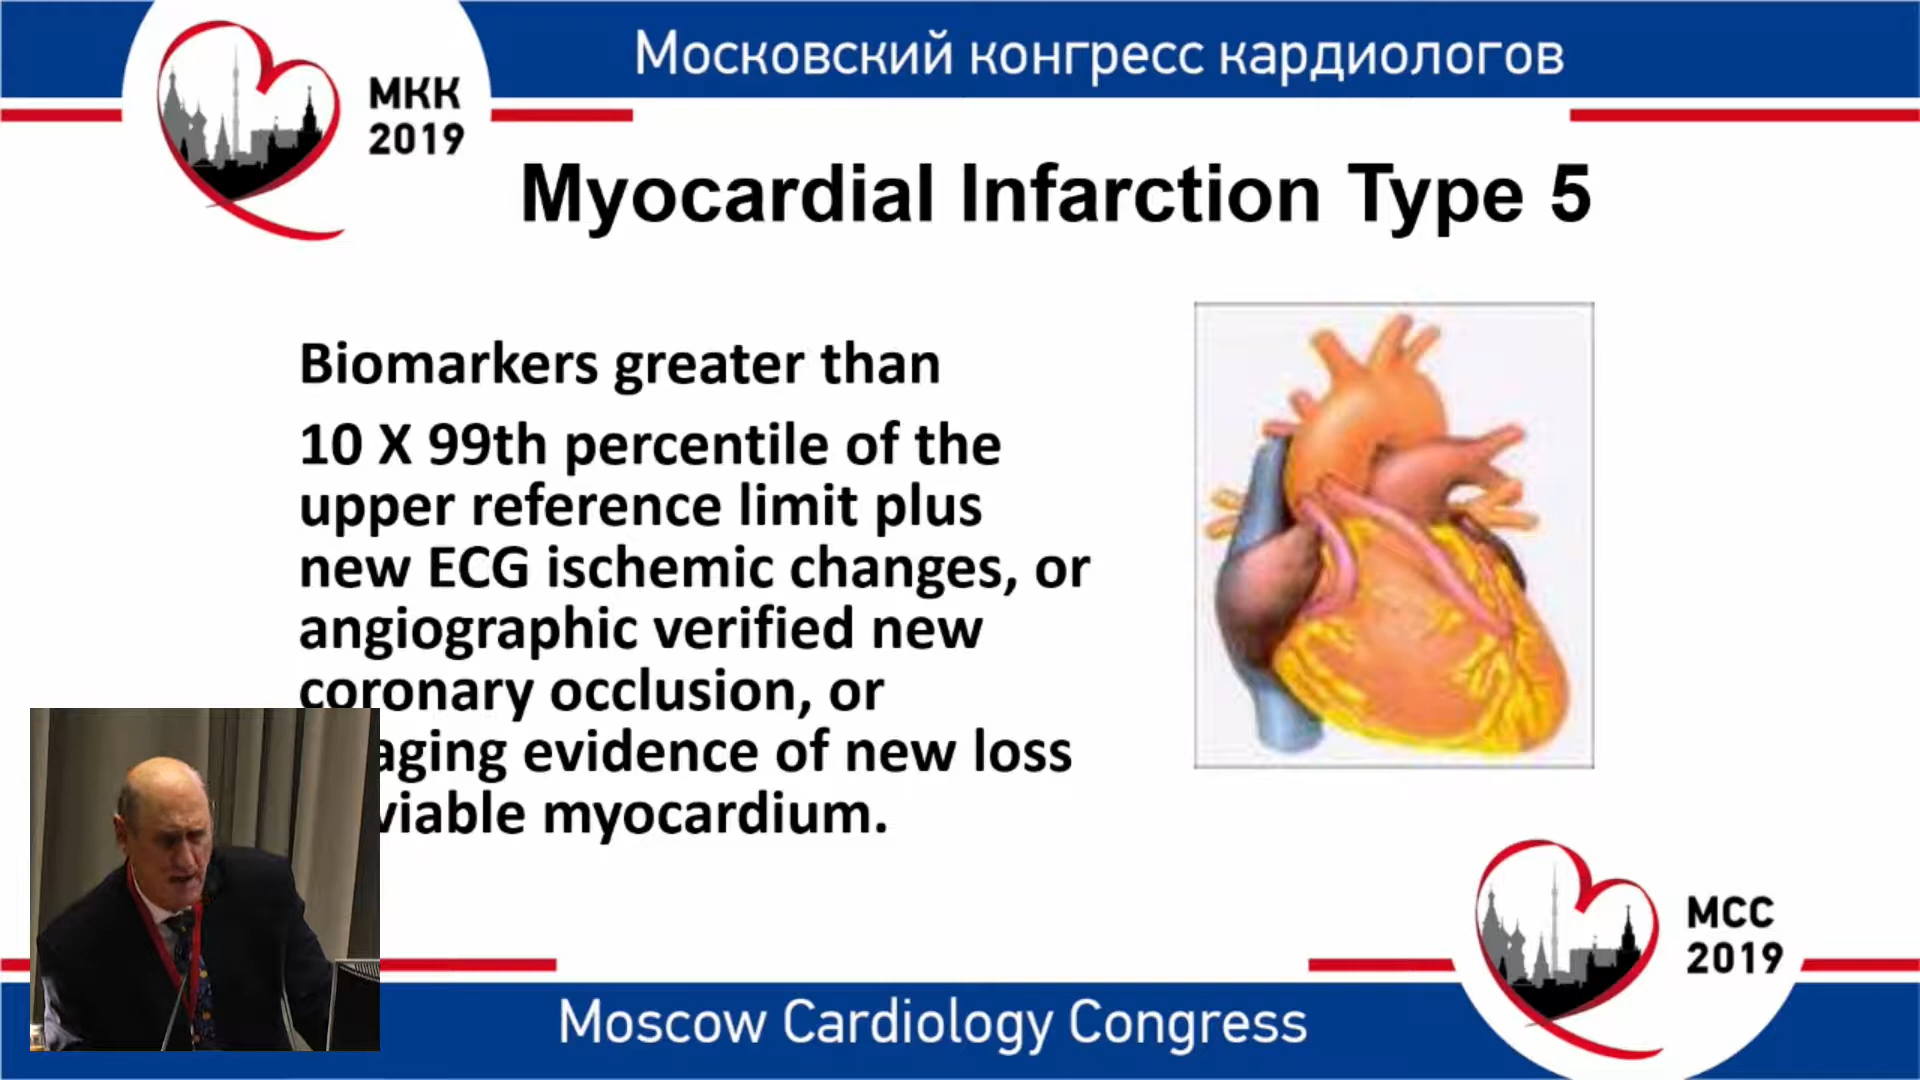 Московский конгресс кардиологов
МКК
2019
Myocardial Infarction Type 5
Biomarkers greater than
10 X 99th percentile of the
upper reference limit plus
new ECG ischemic changes, or
angiographic verified new
coronary occlusion, or
aging evidence of new loss
viable myocardium.
MCC
2019
Moscow Cardiology Congress